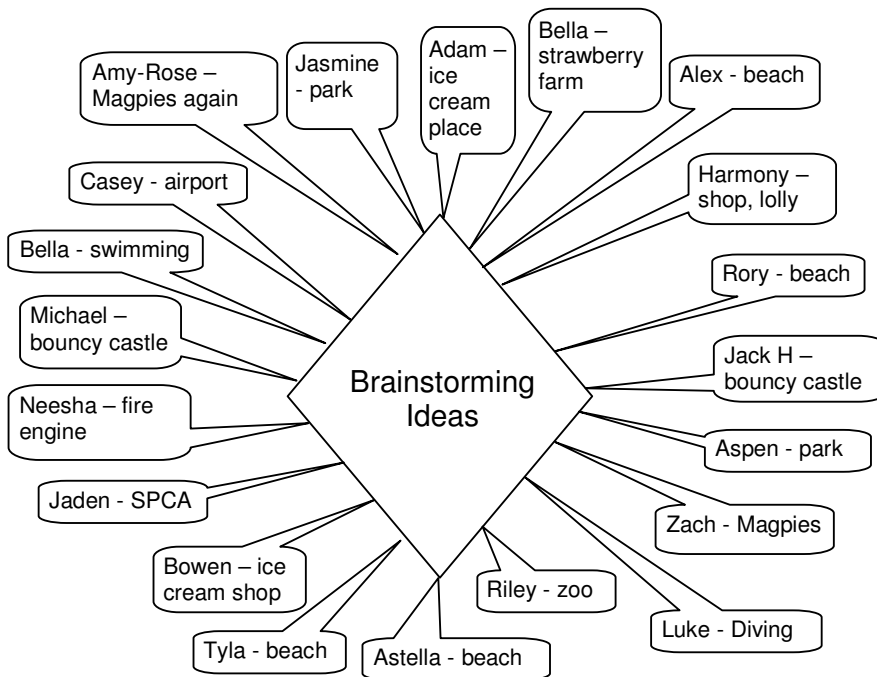 Amy-Rose –
Magpies again
Jasmine
- park
Adam –
ice
cream
place
Bella –
strawberry
farm
Alex - beach
Casey - airport
Harmony –
shop, lolly
Bella - swimming
Rory - beach
Michael –
bouncy castle
Jack H –
bouncy castle
Brainstorming
Ideas
Neesha – fire
engine
Aspen - park
Jaden - SPCA
Zach - Magpies
Bowen – ice
cream shop
Riley - zoo
Luke - Diving
Tyla - beach
Astella - beach